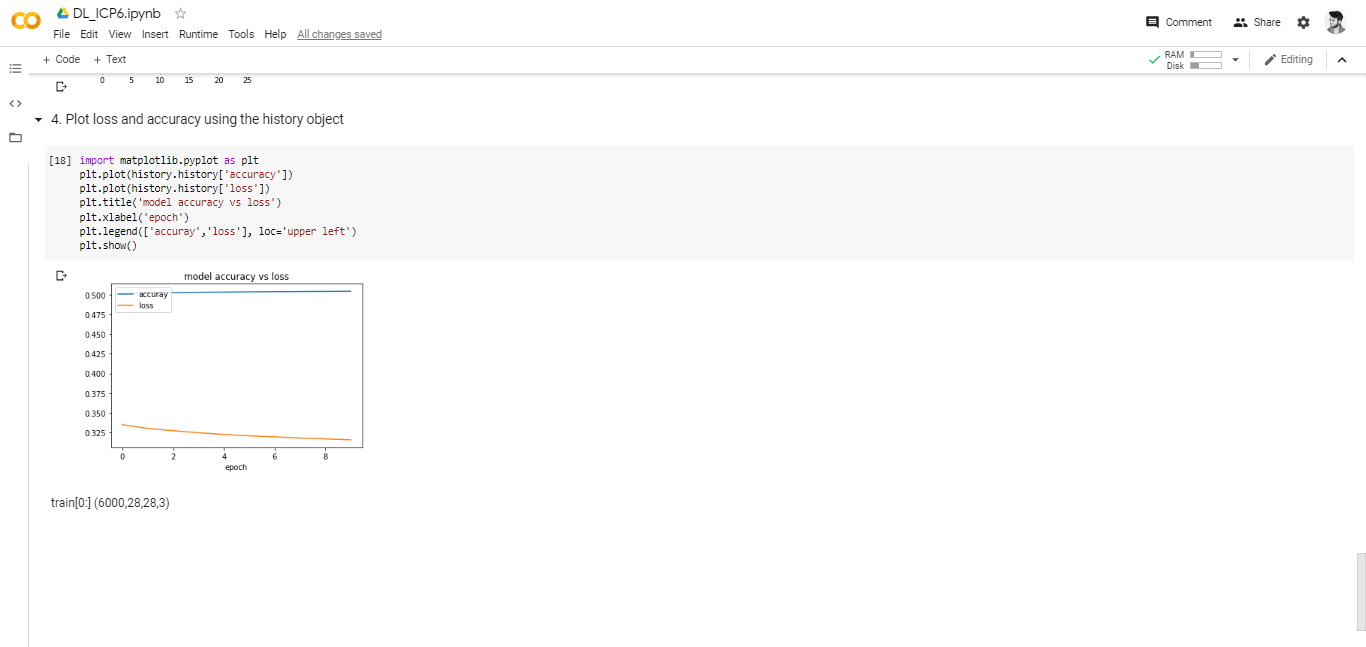 DL_ICP6.ipynb
File Edit View Insert Runtime Tools Help All changes saved
Comment Share
+ Code + Text
RAM
Disk
Editing
0 5 10 15 20 25
4. Plot loss and accuracy using the history object
[18] import matplotlib.pyplot as plt
plt.plot(history.history['accuracy'])
plt.plot(history.history['loss'])
plt.title('model accuracy vs loss')
plt.xlabel('epoch')
plt.legend(['accuray','loss'], loc='upper left')
plt.show()
model accuracy vs loss
accuray
loss
0.500
0.475
0.450
0.425
0.400
0.375
0.350
0.325
0 2 4 6 8
epoch
train[0:] (6000,28,28,3)